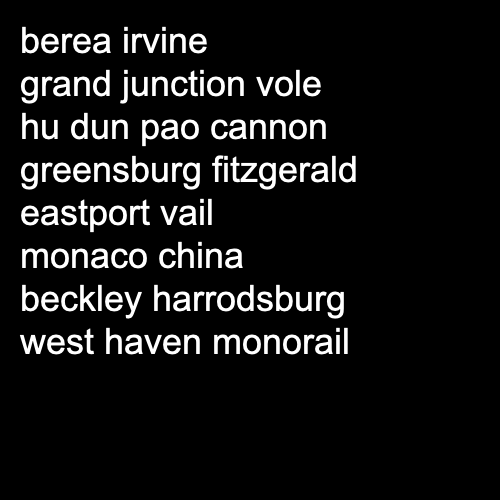 berea irvine
grand junction vole
hu dun pao cannon
greensburg fitzgerald
eastport vail
monaco china
beckley harrodsburg
west haven monorail